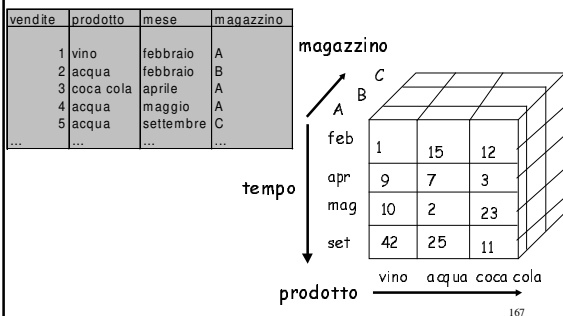 vendite prodotto mese magazzino
1 vino febbraio A
2 acqua febbraio B
3 coca cola aprile A
4 acqua maggio A
5 acqua settembre C
... ... ... ...
magazzino
C
B
A
tempo
feb 1 15 12
apr 9 7 3
mag 10 2 23
set 42 25 11
vino acqua coca cola
prodotto
167